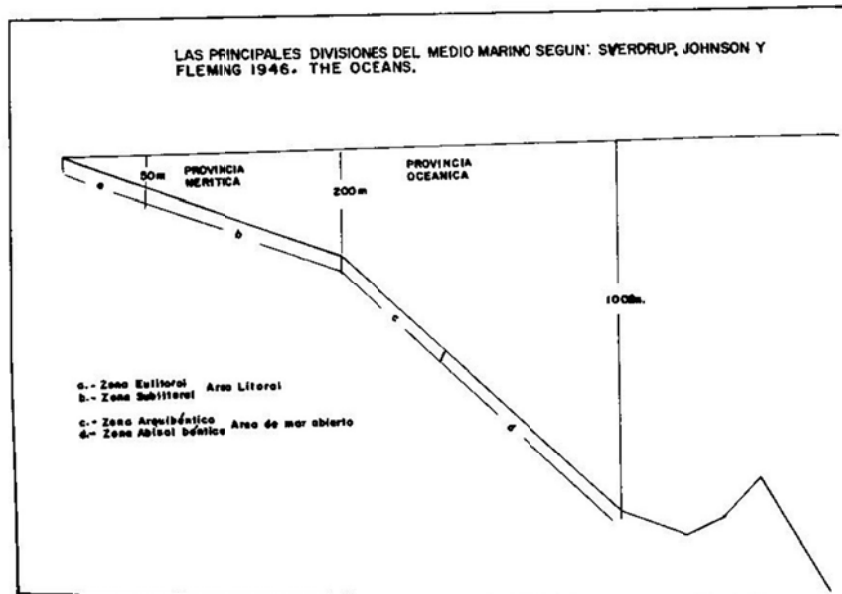 LAS PRINCIPALES DIVISIONES DEL MEDIO MARINO SEGUN: SVERDRUP, JOHNSON Y
FLEMING 1946. THE OCEANS.
50m
PROVINCIA
NERITICA
200m
PROVINCIA
OCEANICA
a
b
c
1000m.
d
a.- Zona Eulitoral
b.- Zona Sublitoral
Area Litoral
c.- Zona Arquibéntica
d.- Zona Abisal béntica
Area de mar abierto